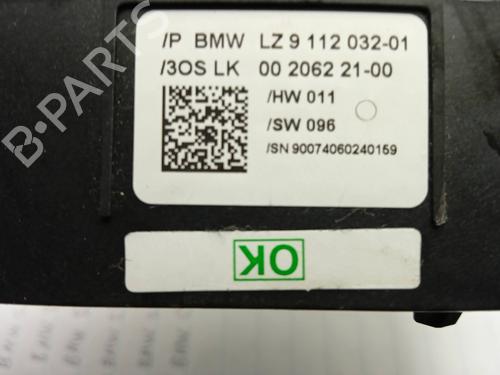 /P BMW LZ 9 112 032-01
/3OS LK 00 2062 21-00
/HW 011
/SW 096
/SN 90074060240159
OK
B-PARTS